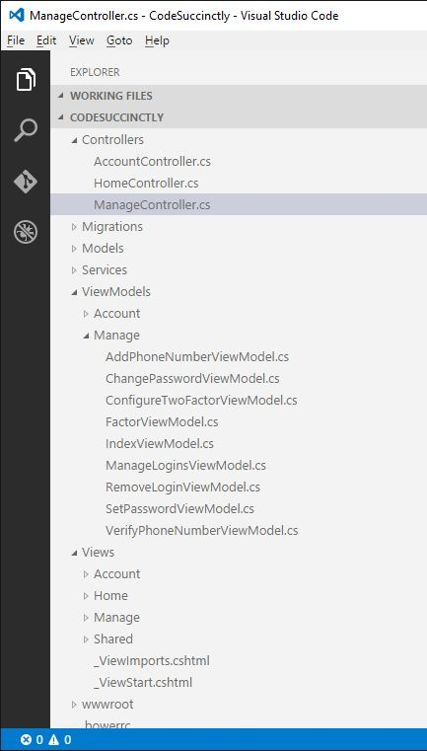 ManageController.cs - CodeSuccinctly - Visual Studio Code
File Edit View Goto Help
EXPLORER
WORKING FILES
CODESUCCINCTLY
Controllers
AccountController.cs
HomeController.cs
ManageController.cs
Migrations
Models
Services
ViewModels
Account
Manage
AddPhoneNumberViewModel.cs
ChangePasswordViewModel.cs
ConfigureTwoFactorViewModel.cs
FactorViewModel.cs
IndexViewModel.cs
ManageLoginsViewModel.cs
RemoveLoginViewModel.cs
SetPasswordViewModel.cs
VerifyPhoneNumberViewModel.cs
Views
Account
Home
Manage
Shared
_ViewImports.cshtml
_ViewStart.cshtml
wwwroot
.bowerrc
0 0